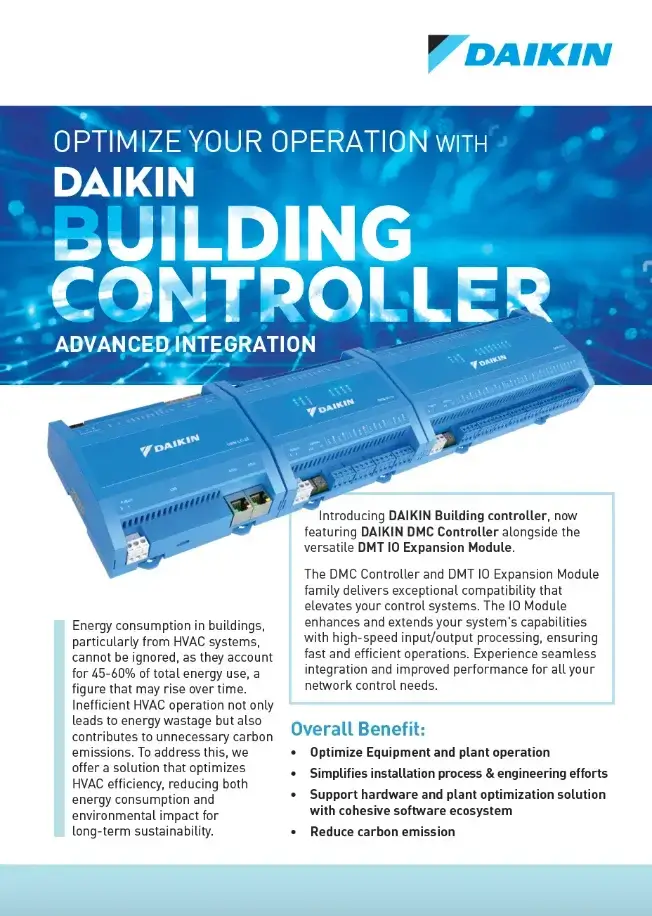 DAIKIN
OPTIMIZE YOUR OPERATION WITH
DAIKIN
BUILDING
CONTROLLER
ADVANCED INTEGRATION
DAIKIN
DAIKIN
DAIKIN
Introducing DAIKIN Building controller, now
featuring DAIKIN DMC Controller alongside the
versatile DMT IO Expansion Module.
The DMC Controller and DMT IO Expansion Module
family delivers exceptional compatibility that
elevates your control systems. The IO Module
enhances and extends your system's capabilities
with high-speed input/output processing, ensuring
fast and efficient operations. Experience seamless
integration and improved performance for all your
network control needs.
Energy consumption in buildings,
particularly from HVAC systems,
cannot be ignored, as they account
for 45-60% of total energy use, a
figure that may rise over time.
Inefficient HVAC operation not only
leads to energy wastage but also
contributes to unnecessary carbon
emissions. To address this, we
offer a solution that optimizes
HVAC efficiency, reducing both
energy consumption and
environmental impact for
long-term sustainability.
Overall Benefit:
• Optimize Equipment and plant operation
• Simplifies installation process & engineering efforts
• Support hardware and plant optimization solution
with cohesive software ecosystem
• Reduce carbon emission